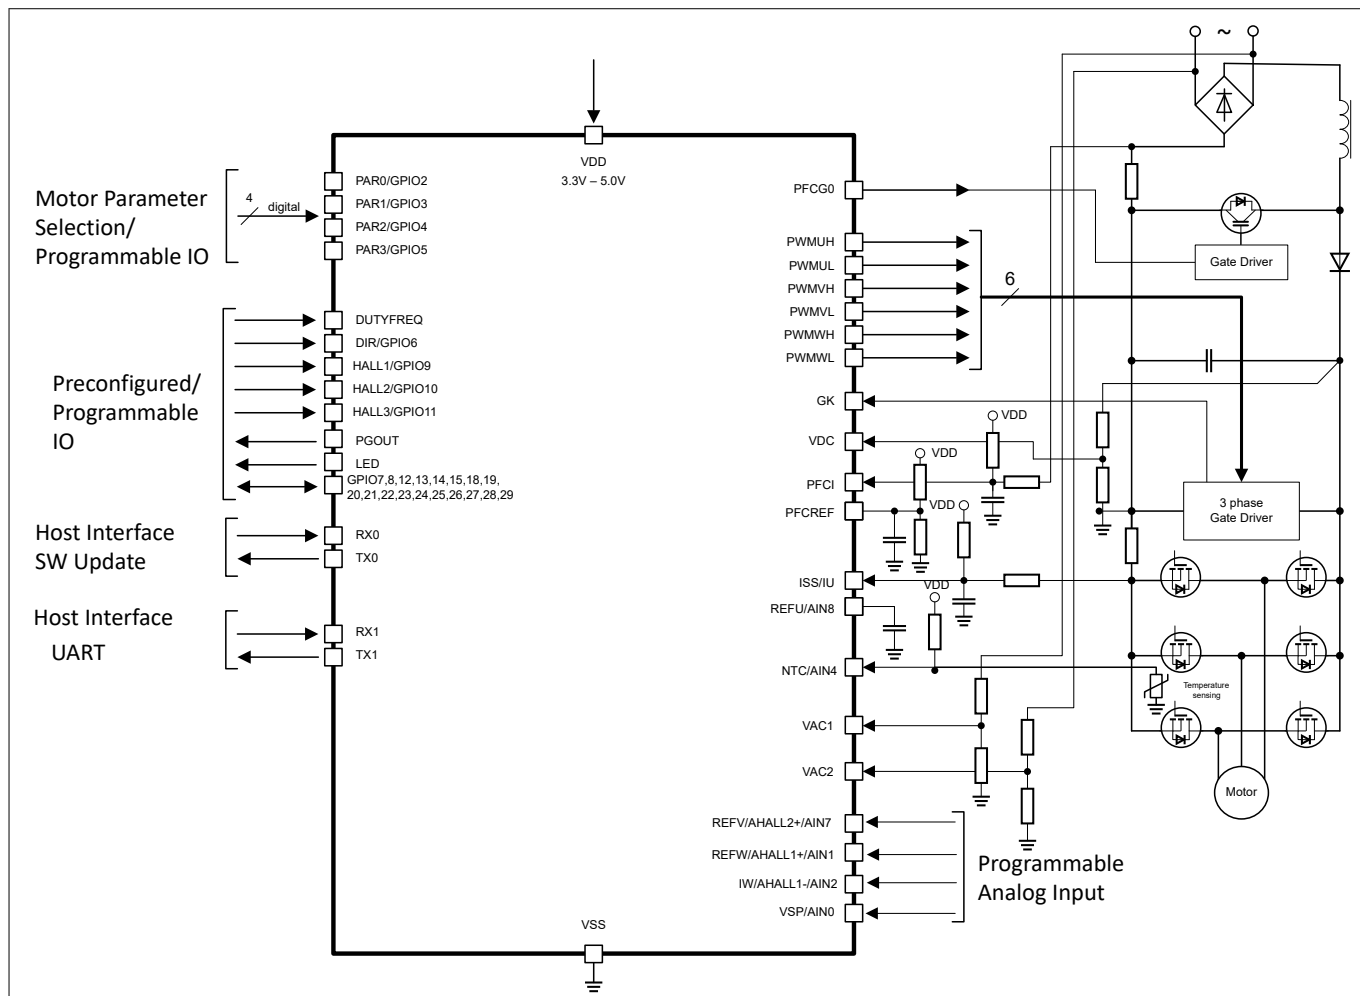 ~
VDD
3.3V – 5.0V
Motor Parameter
Selection/
Programmable IO
4
digital
PAR0/GPIO2
PAR1/GPIO3
PAR2/GPIO4
PAR3/GPIO5
Preconfigured/
Programmable
IO
DUTYFREQ
DIR/GPIO6
HALL1/GPIO9
HALL2/GPIO10
HALL3/GPIO11
PGOUT
LED
GPIO7,8,12,13,14,15,18,19,
20,21,22,23,24,25,26,27,28,29
Host Interface
SW Update
RX0
TX0
Host Interface
UART
RX1
TX1
VSS
PFCG0
PWMUH
PWMUL
PWMVH
PWMVL
PWMWH
PWMWL
6
GK
VDC
PFCI
PFCREF
ISS/IU
REFU/AIN8
NTC/AIN4
VAC1
VAC2
REFV/AHALL2+/AIN7
REFW/AHALL1+/AIN1
IW/AHALL1-/AIN2
VSP/AIN0
Programmable
Analog Input
VDD
VDD
VDD
VDD
Gate Driver
3 phase
Gate Driver
Temperature
sensing
Motor